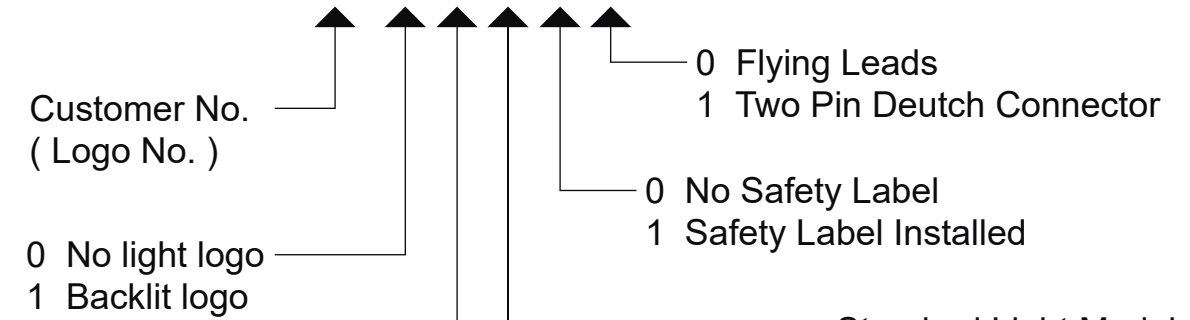 0 Flying Leads
1 Two Pin Deutch Connector
Customer No.
( Logo No. )
0 No Safety Label
1 Safety Label Installed
0 No light logo
1 Backlit logo